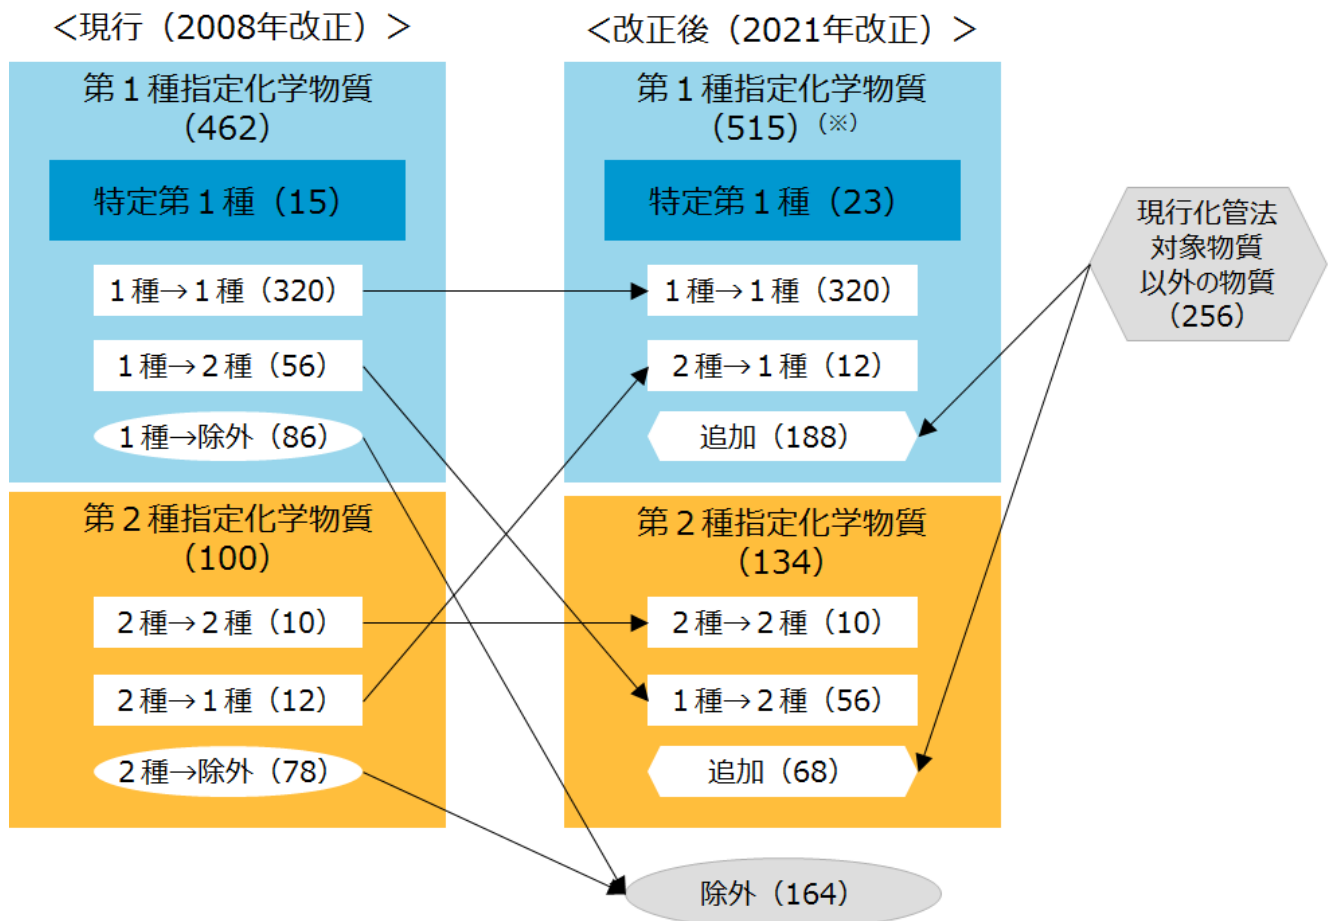 ＜現行（2008年改正）＞
第１種指定化学物質
（462）
特定第１種（15）
１種→１種（320）
１種→２種（56）
１種→除外（86）
第２種指定化学物質
（100）
２種→２種（10）
２種→１種（12）
２種→除外（78）
＜改正後（2021年改正）＞
第１種指定化学物質
（515）（※）
特定第１種（23）
１種→１種（320）
２種→１種（12）
追加（188）
第２種指定化学物質
（134）
２種→２種（10）
１種→２種（56）
追加（68）
除外（164）
現行化管法
対象物質
以外の物質
（256）